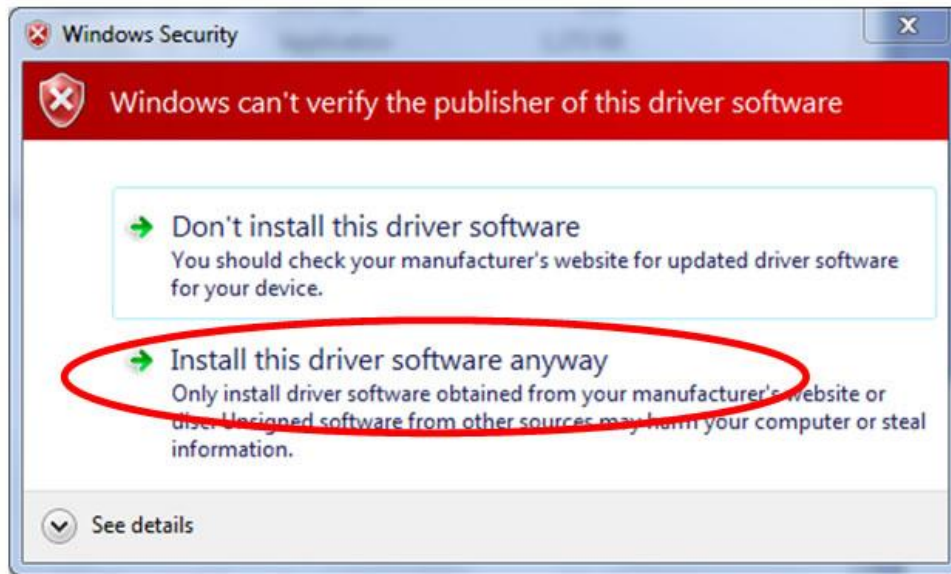 Windows Security
Windows can't verify the publisher of this driver software
Don't install this driver software
You should check your manufacturer's website for updated driver software
for your device.
Install this driver software anyway
Only install driver software obtained from your manufacturer's website or
disc. Unsigned software from other sources may harm your computer or steal
information.
See details